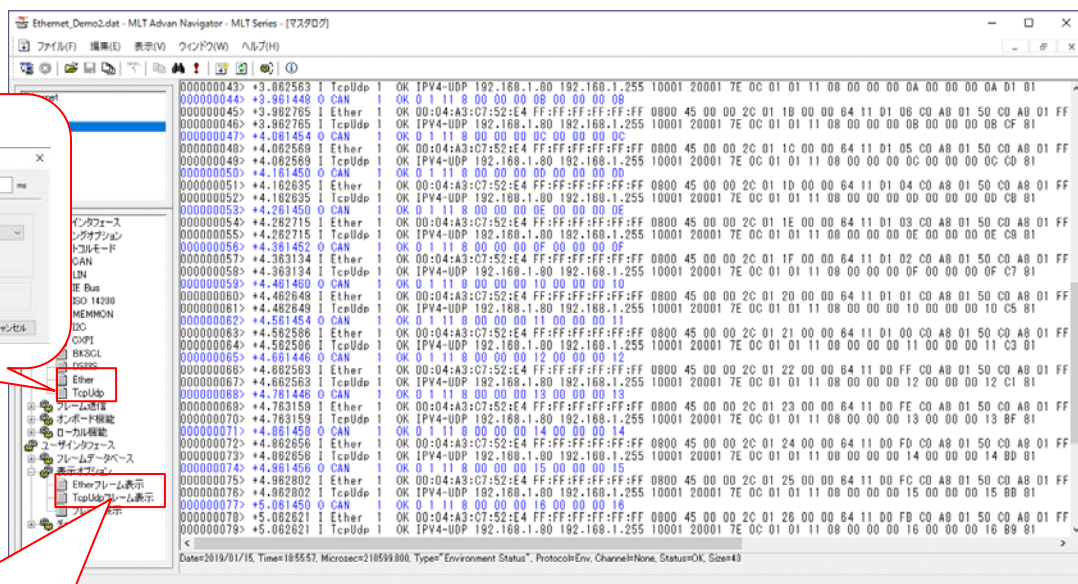 Ethernet_Demo2.dat - MLT Advan Navigator - MLT Series - [マスタログ]
ファイル(F) 編集(E) 表示(V) ウィンドウ(W) ヘルプ(H)
ms
キャンセル
CAN
LIN
IE Bus
ISO 14230
MEMMON
I2C
CXPI
BKSCL
DSI3S
Ether
TcpUdp
フレーム送信
オンボード機能
ローカル機能
ユーザインタフェース
フレームデータベース
表示オプション
Etherフレーム表示
TcpUdpフレーム表示
000000043> +3.862563 I TcpUdp 1 OK IPV4-UDP 192.168.1.80 192.168.1.255 10001 20001 7E 0C 01 01 11 08 00 00 00 0A 00 00 00 0A D1 81
000000044> +3.961448 O CAN 1 OK 0 1 11 8 00 00 00 0B 00 00 00 0B
000000045> +3.962765 I Ether 1 OK 00:04:A3:C7:52:E4 FF:FF:FF:FF:FF:FF 0800 45 00 00 2C 01 1B 00 00 64 11 01 06 C0 A8 01 50 C0 A8 01 FF
000000046> +3.962765 I TcpUdp 1 OK IPV4-UDP 192.168.1.80 192.168.1.255 10001 20001 7E 0C 01 01 11 08 00 00 00 0B 00 00 00 0B CF 81
000000047> +4.061454 O CAN 1 OK 0 1 11 8 00 00 00 0C 00 00 00 0C
000000048> +4.062569 I Ether 1 OK 00:04:A3:C7:52:E4 FF:FF:FF:FF:FF:FF 0800 45 00 00 2C 01 1C 00 00 64 11 01 05 C0 A8 01 50 C0 A8 01 FF
000000049> +4.062569 I TcpUdp 1 OK IPV4-UDP 192.168.1.80 192.168.1.255 10001 20001 7E 0C 01 01 11 08 00 00 00 0C 00 00 00 0C CD 81
000000050> +4.161450 O CAN 1 OK 0 1 11 8 00 00 00 0D 00 00 00 0D
000000051> +4.162635 I Ether 1 OK 00:04:A3:C7:52:E4 FF:FF:FF:FF:FF:FF 0800 45 00 00 2C 01 1D 00 00 64 11 01 04 C0 A8 01 50 C0 A8 01 FF
000000052> +4.162635 I TcpUdp 1 OK IPV4-UDP 192.168.1.80 192.168.1.255 10001 20001 7E 0C 01 01 11 08 00 00 00 0D 00 00 00 0D CB 81
000000053> +4.261450 O CAN 1 OK 0 1 11 8 00 00 00 0E 00 00 00 0E
000000054> +4.262715 I Ether 1 OK 00:04:A3:C7:52:E4 FF:FF:FF:FF:FF:FF 0800 45 00 00 2C 01 1E 00 00 64 11 01 03 C0 A8 01 50 C0 A8 01 FF
000000055> +4.262715 I TcpUdp 1 OK IPV4-UDP 192.168.1.80 192.168.1.255 10001 20001 7E 0C 01 01 11 08 00 00 00 0E 00 00 00 0E C9 81
000000056> +4.361452 O CAN 1 OK 0 1 11 8 00 00 00 0F 00 00 00 0F
000000057> +4.363134 I Ether 1 OK 00:04:A3:C7:52:E4 FF:FF:FF:FF:FF:FF 0800 45 00 00 2C 01 1F 00 00 64 11 01 02 C0 A8 01 50 C0 A8 01 FF
000000058> +4.363134 I TcpUdp 1 OK IPV4-UDP 192.168.1.80 192.168.1.255 10001 20001 7E 0C 01 01 11 08 00 00 00 0F 00 00 00 0F C7 81
000000059> +4.461460 O CAN 1 OK 0 1 11 8 00 00 00 10 00 00 00 10
000000060> +4.462649 I Ether 1 OK 00:04:A3:C7:52:E4 FF:FF:FF:FF:FF:FF 0800 45 00 00 2C 01 20 00 00 64 11 01 01 C0 A8 01 50 C0 A8 01 FF
000000061> +4.462649 I TcpUdp 1 OK IPV4-UDP 192.168.1.80 192.168.1.255 10001 20001 7E 0C 01 01 11 08 00 00 00 10 00 00 00 10 C5 81
000000062> +4.561454 O CAN 1 OK 0 1 11 8 00 00 00 11 00 00 00 11
000000063> +4.562586 I Ether 1 OK 00:04:A3:C7:52:E4 FF:FF:FF:FF:FF:FF 0800 45 00 00 2C 01 21 00 00 64 11 01 00 C0 A8 01 50 C0 A8 01 FF
000000064> +4.562586 I TcpUdp 1 OK IPV4-UDP 192.168.1.80 192.168.1.255 10001 20001 7E 0C 01 01 11 08 00 00 00 11 00 00 00 11 C3 81
000000065> +4.661446 O CAN 1 OK 0 1 11 8 00 00 00 12 00 00 00 12
000000066> +4.662563 I Ether 1 OK 00:04:A3:C7:52:E4 FF:FF:FF:FF:FF:FF 0800 45 00 00 2C 01 22 00 00 64 11 00 FF C0 A8 01 50 C0 A8 01 FF
000000067> +4.662563 I TcpUdp 1 OK IPV4-UDP 192.168.1.80 192.168.1.255 10001 20001 7E 0C 01 01 11 08 00 00 00 12 00 00 00 12 C1 81
000000068> +4.761446 O CAN 1 OK 0 1 11 8 00 00 00 13 00 00 00 13
000000069> +4.763159 I Ether 1 OK 00:04:A3:C7:52:E4 FF:FF:FF:FF:FF:FF 0800 45 00 00 2C 01 23 00 00 64 11 00 FE C0 A8 01 50 C0 A8 01 FF
000000070> +4.763159 I TcpUdp 1 OK IPV4-UDP 192.168.1.80 192.168.1.255 10001 20001 7E 0C 01 01 11 08 00 00 00 13 00 00 00 13 BF 81
000000071> +4.861458 O CAN 1 OK 0 1 11 8 00 00 00 14 00 00 00 14
000000072> +4.862656 I Ether 1 OK 00:04:A3:C7:52:E4 FF:FF:FF:FF:FF:FF 0800 45 00 00 2C 01 24 00 00 64 11 00 FD C0 A8 01 50 C0 A8 01 FF
000000073> +4.862656 I TcpUdp 1 OK IPV4-UDP 192.168.1.80 192.168.1.255 10001 20001 7E 0C 01 01 11 08 00 00 00 14 00 00 00 14 BD 81
000000074> +4.961456 O CAN 1 OK 0 1 11 8 00 00 00 15 00 00 00 15
000000075> +4.962802 I Ether 1 OK 00:04:A3:C7:52:E4 FF:FF:FF:FF:FF:FF 0800 45 00 00 2C 01 25 00 00 64 11 00 FC C0 A8 01 50 C0 A8 01 FF
000000076> +4.962802 I TcpUdp 1 OK IPV4-UDP 192.168.1.80 192.168.1.255 10001 20001 7E 0C 01 01 11 08 00 00 00 15 00 00 00 15 BB 81
000000077> +5.061450 O CAN 1 OK 0 1 11 8 00 00 00 16 00 00 00 16
000000078> +5.062621 I Ether 1 OK 00:04:A3:C7:52:E4 FF:FF:FF:FF:FF:FF 0800 45 00 00 2C 01 26 00 00 64 11 00 FB C0 A8 01 50 C0 A8 01 FF
000000079> +5.062621 I TcpUdp 1 OK IPV4-UDP 192.168.1.80 192.168.1.255 10001 20001 7E 0C 01 01 11 08 00 00 00 16 00 00 00 16 B9 81
Date=2019/01/15, Time=18:55:57, Microsec=218599.800, Type="Environment Status", Protocol=Env, Channel=None, Status=OK, Size=43